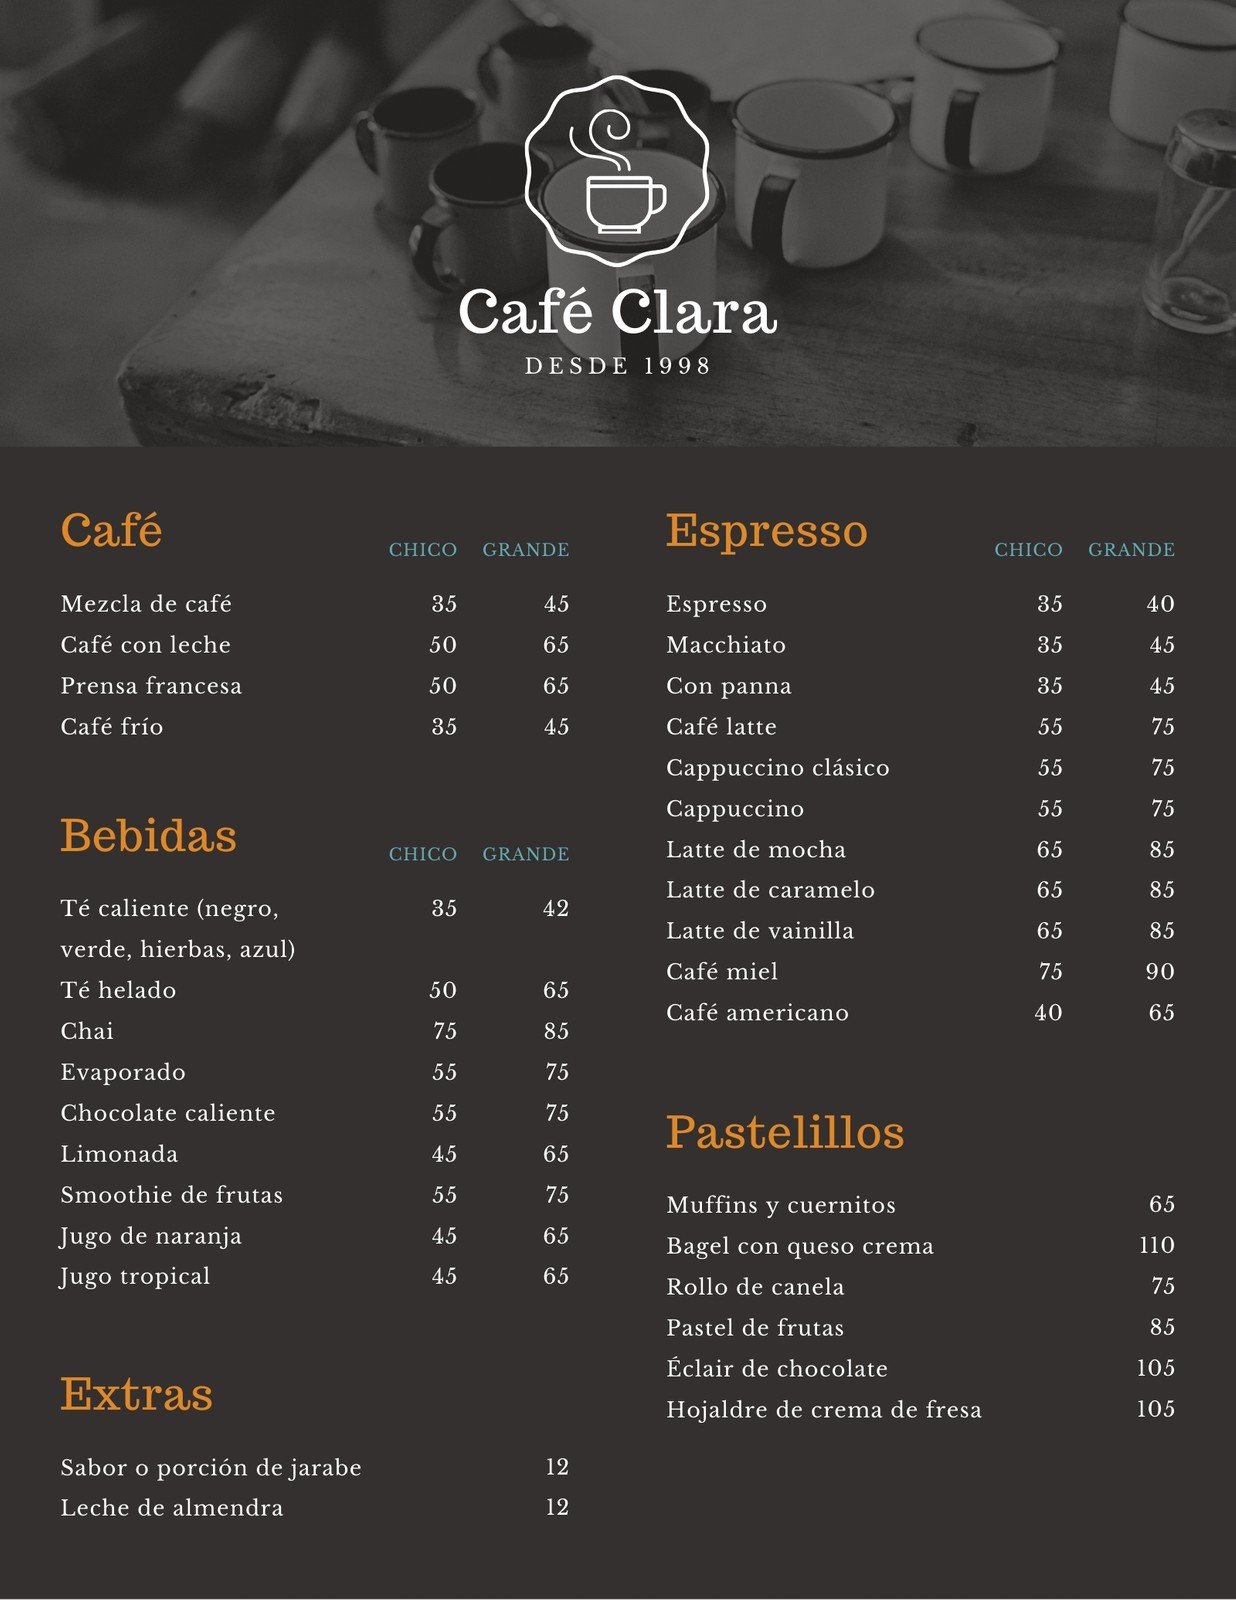 Café Clara
DESDE 1998
Café CHICO GRANDE
Mezcla de café 35 45
Café con leche 50 65
Prensa francesa 50 65
Café frío 35 45
Bebidas CHICO GRANDE
Té caliente (negro, 35 42
verde, hierbas, azul)
Té helado 50 65
Chai 75 85
Evaporado 55 75
Chocolate caliente 55 75
Limonada 45 65
Smoothie de frutas 55 75
Jugo de naranja 45 65
Jugo tropical 45 65
Extras
Sabor o porción de jarabe 12
Leche de almendra 12
Espresso CHICO GRANDE
Espresso 35 40
Macchiato 35 45
Con panna 35 45
Café latte 55 75
Cappuccino clásico 55 75
Cappuccino 55 75
Latte de mocha 65 85
Latte de caramelo 65 85
Latte de vainilla 65 85
Café miel 75 90
Café americano 40 65
Pastelillos
Muffins y cuernitos 65
Bagel con queso crema 110
Rollo de canela 75
Pastel de frutas 85
Éclair de chocolate 105
Hojaldre de crema de fresa 105